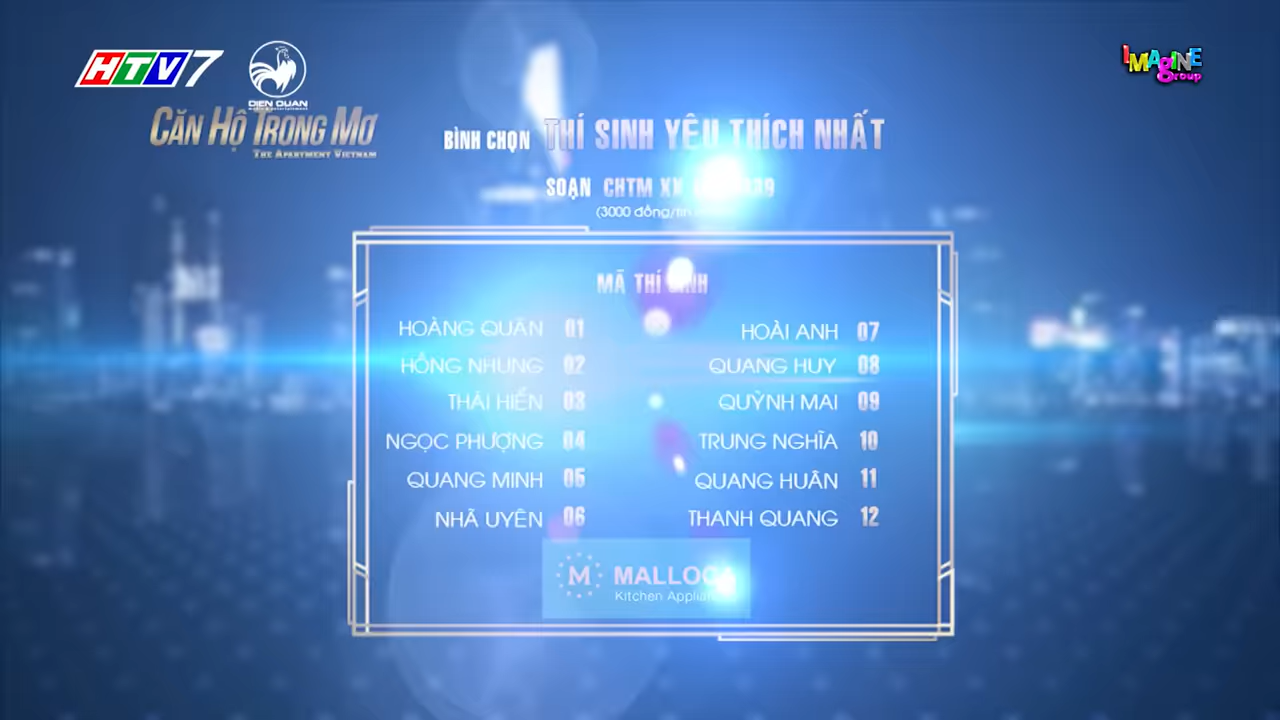 HTV7
DIEN QUAN
CĂN HỘ TRONG MƠ
THE APARTMENT VIETNAM
IMAGINE
group
BÌNH CHỌN THÍ SINH YÊU THÍCH NHẤT
SOẠN CHTM
(3000 đồng/
MÃ THÍ SINH
HOÀNG QUÂN 01
HỒNG NHUNG 02
THÁI HIỂN 03
NGỌC PHƯỢNG 04
QUANG MINH 05
NHÃ UYÊN 06
HOÀI ANH 07
QUANG HUY 08
QUỲNH MAI 09
TRUNG NGHĨA 10
QUANG HUÂN 11
THANH QUANG 12
M MALLOCA
Kitchen